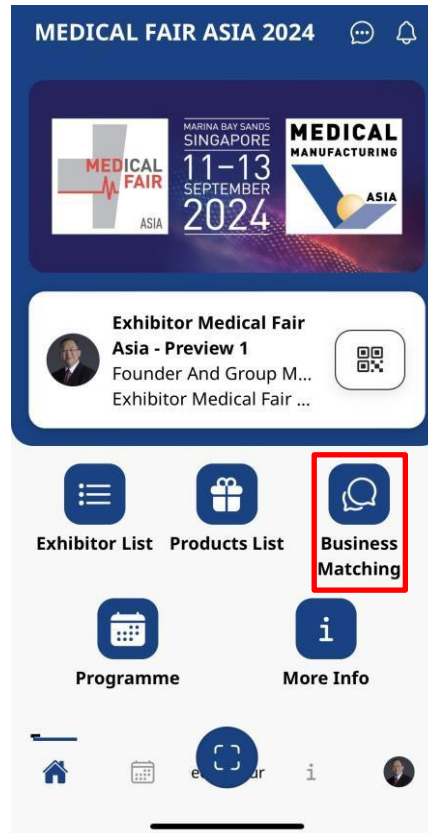 MEDICAL FAIR ASIA 2024
MEDICAL
FAIR
ASIA
MARINA BAY SANDS
SINGAPORE
11–13
SEPTEMBER
2024
MEDICAL
MANUFACTURING
ASIA
Exhibitor Medical Fair
Asia - Preview 1
Founder And Group M...
Exhibitor Medical Fair ...
Exhibitor List
Products List
Business
Matching
Programme
More Info